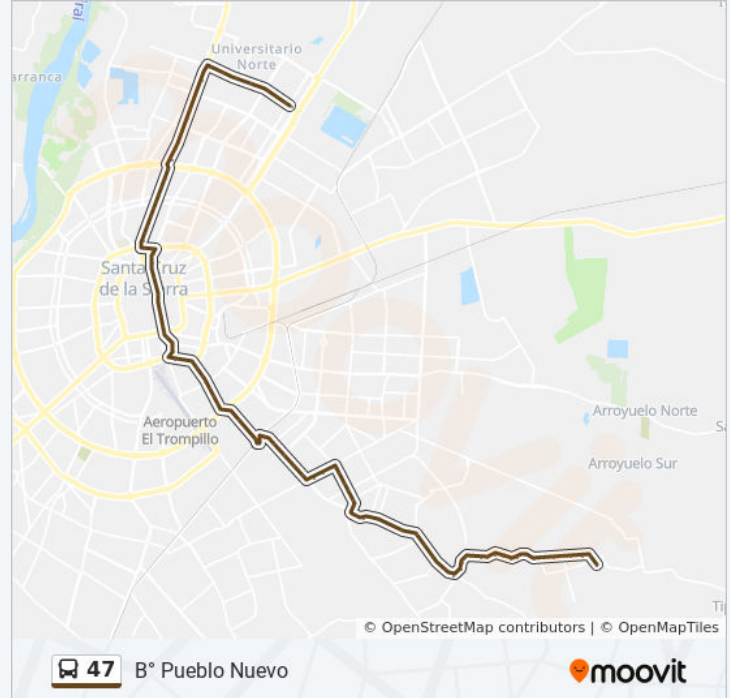 rai
arranca
Universitario
Norte
Santa Cruz
de la Sierra
Aeropuerto
El Trompillo
Arroyuelo Norte
Arroyuelo Sur
© OpenStreetMap contributors | © OpenMapTiles
47 B° Pueblo Nuevo moovit